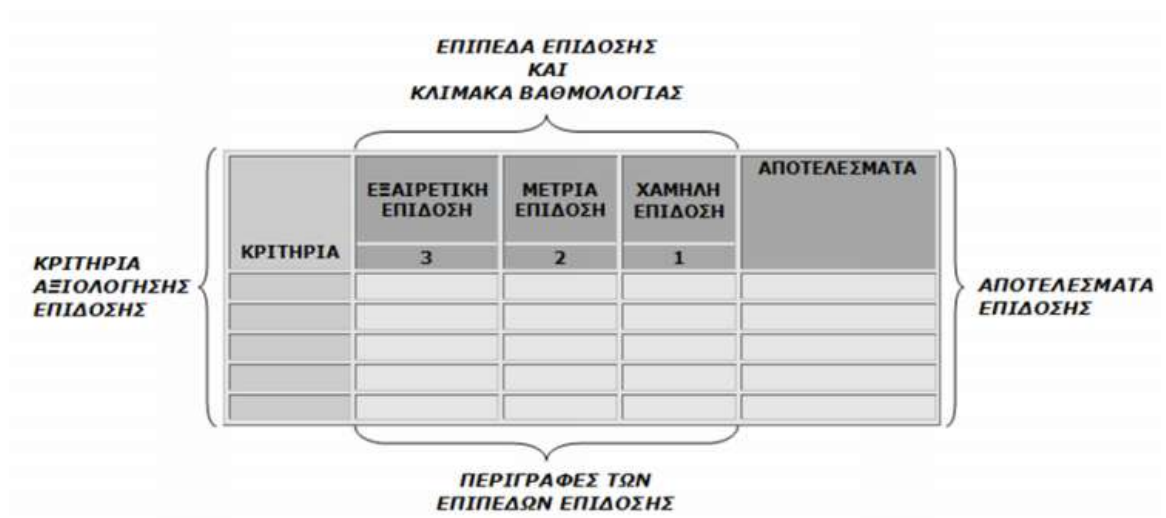 ΕΠΙΠΕΔΑ ΕΠΙΔΟΣΗΣ
ΚΑΙ
ΚΛΙΜΑΚΑ ΒΑΘΜΟΛΟΓΙΑΣ
ΚΡΙΤΗΡΙΑ
ΕΞΑΙΡΕΤΙΚΗ
ΕΠΙΔΟΣΗ
ΜΕΤΡΙΑ
ΕΠΙΔΟΣΗ
ΧΑΜΗΛΗ
ΕΠΙΔΟΣΗ
ΑΠΟΤΕΛΕΣΜΑΤΑ
3
2
1
ΚΡΙΤΗΡΙΑ
ΑΞΙΟΛΟΓΗΣΗΣ
ΕΠΙΔΟΣΗΣ
ΑΠΟΤΕΛΕΣΜΑΤΑ
ΕΠΙΔΟΣΗΣ
ΠΕΡΙΓΡΑΦΕΣ ΤΩΝ
ΕΠΙΠΕΔΩΝ ΕΠΙΔΟΣΗΣ